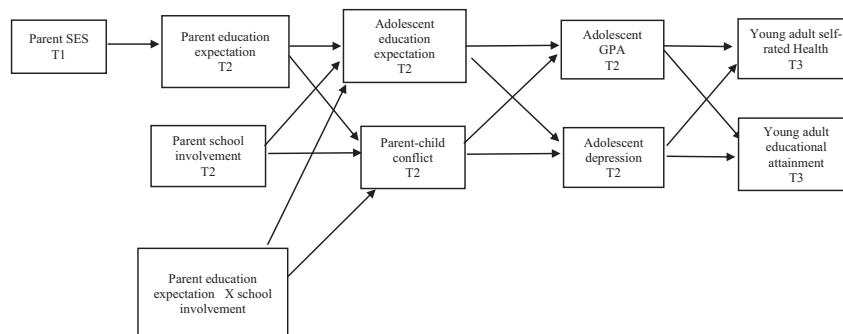 Parent SES
T1
Parent education
expectation
T2
Adolescent education
expectation
T2
Adolescent
GPA
T2
Young adult self-
rated Health
T3
Parent school
involvement
T2
Parent-child
conflict
T2
Adolescent
depression
T2
Young adult
educational
attainment
T3
Parent education
expectation X school
involvement